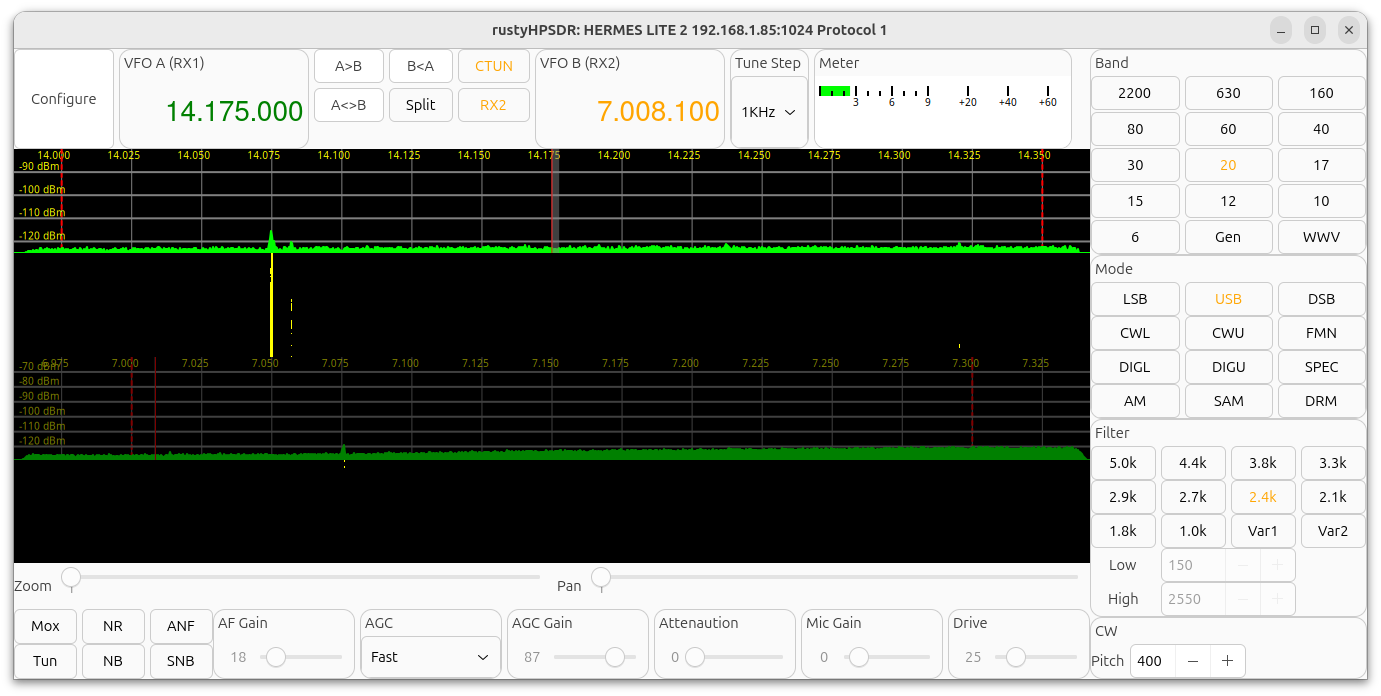 rustyHPSDR: HERMES LITE 2 192.168.1.85:1024 Protocol 1
Configure
VFO A (RX1)
14.175.000
A>B B<A CTUN
A<>B Split RX2
VFO B (RX2)
7.008.100
Tune Step
1KHz
Meter
3 6 9 +20 +40 +60
14.000 14.025 14.050 14.075 14.100 14.125 14.150 14.175 14.200 14.225 14.250 14.275 14.300 14.325 14.350
-90 dBm
-100 dBm
-110 dBm
-120 dBm
6.975 7.000 7.025 7.050 7.075 7.100 7.125 7.150 7.175 7.200 7.225 7.250 7.275 7.300 7.325
-70 dBm
-80 dBm
-90 dBm
-100 dBm
-110 dBm
-120 dBm
Zoom Pan
Mox NR ANF
Tun NB SNB
AF Gain
18
AGC
Fast
AGC Gain
87
Attenaution
0
Mic Gain
0
Drive
25
Band
2200 630 160
80 60 40
30 20 17
15 12 10
6 Gen WWV
Mode
LSB USB DSB
CWL CWU FMN
DIGL DIGU SPEC
AM SAM DRM
Filter
5.0k 4.4k 3.8k 3.3k
2.9k 2.7k 2.4k 2.1k
1.8k 1.0k Var1 Var2
Low 150 − +
High 2550 − +
CW
Pitch 400 − +